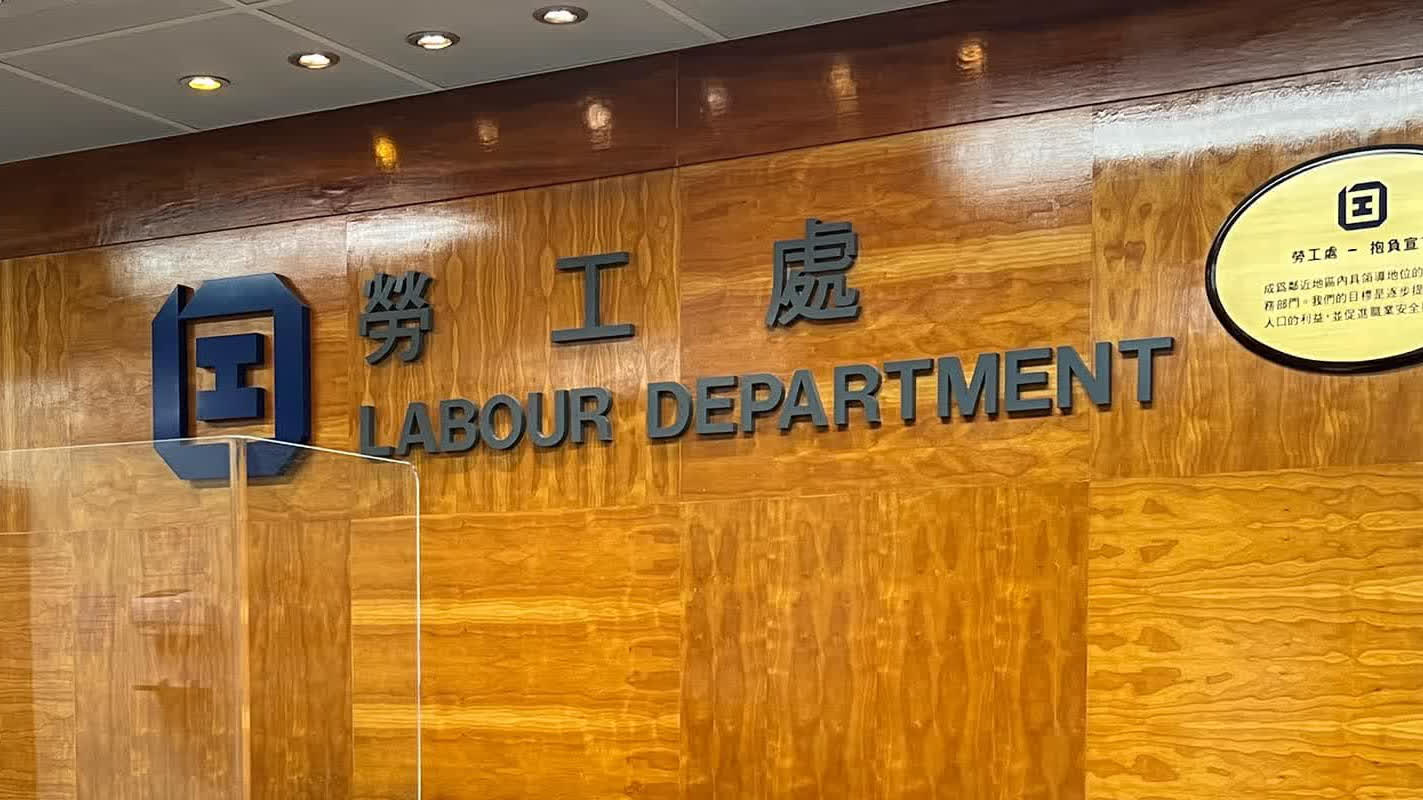 勞工處
LABOUR DEPARTMENT
勞工處 - 抱負宣
成為鄰近地區內具領導地位的
務部門。我們的目標是逐步提
人口的利益，並促進職業安全